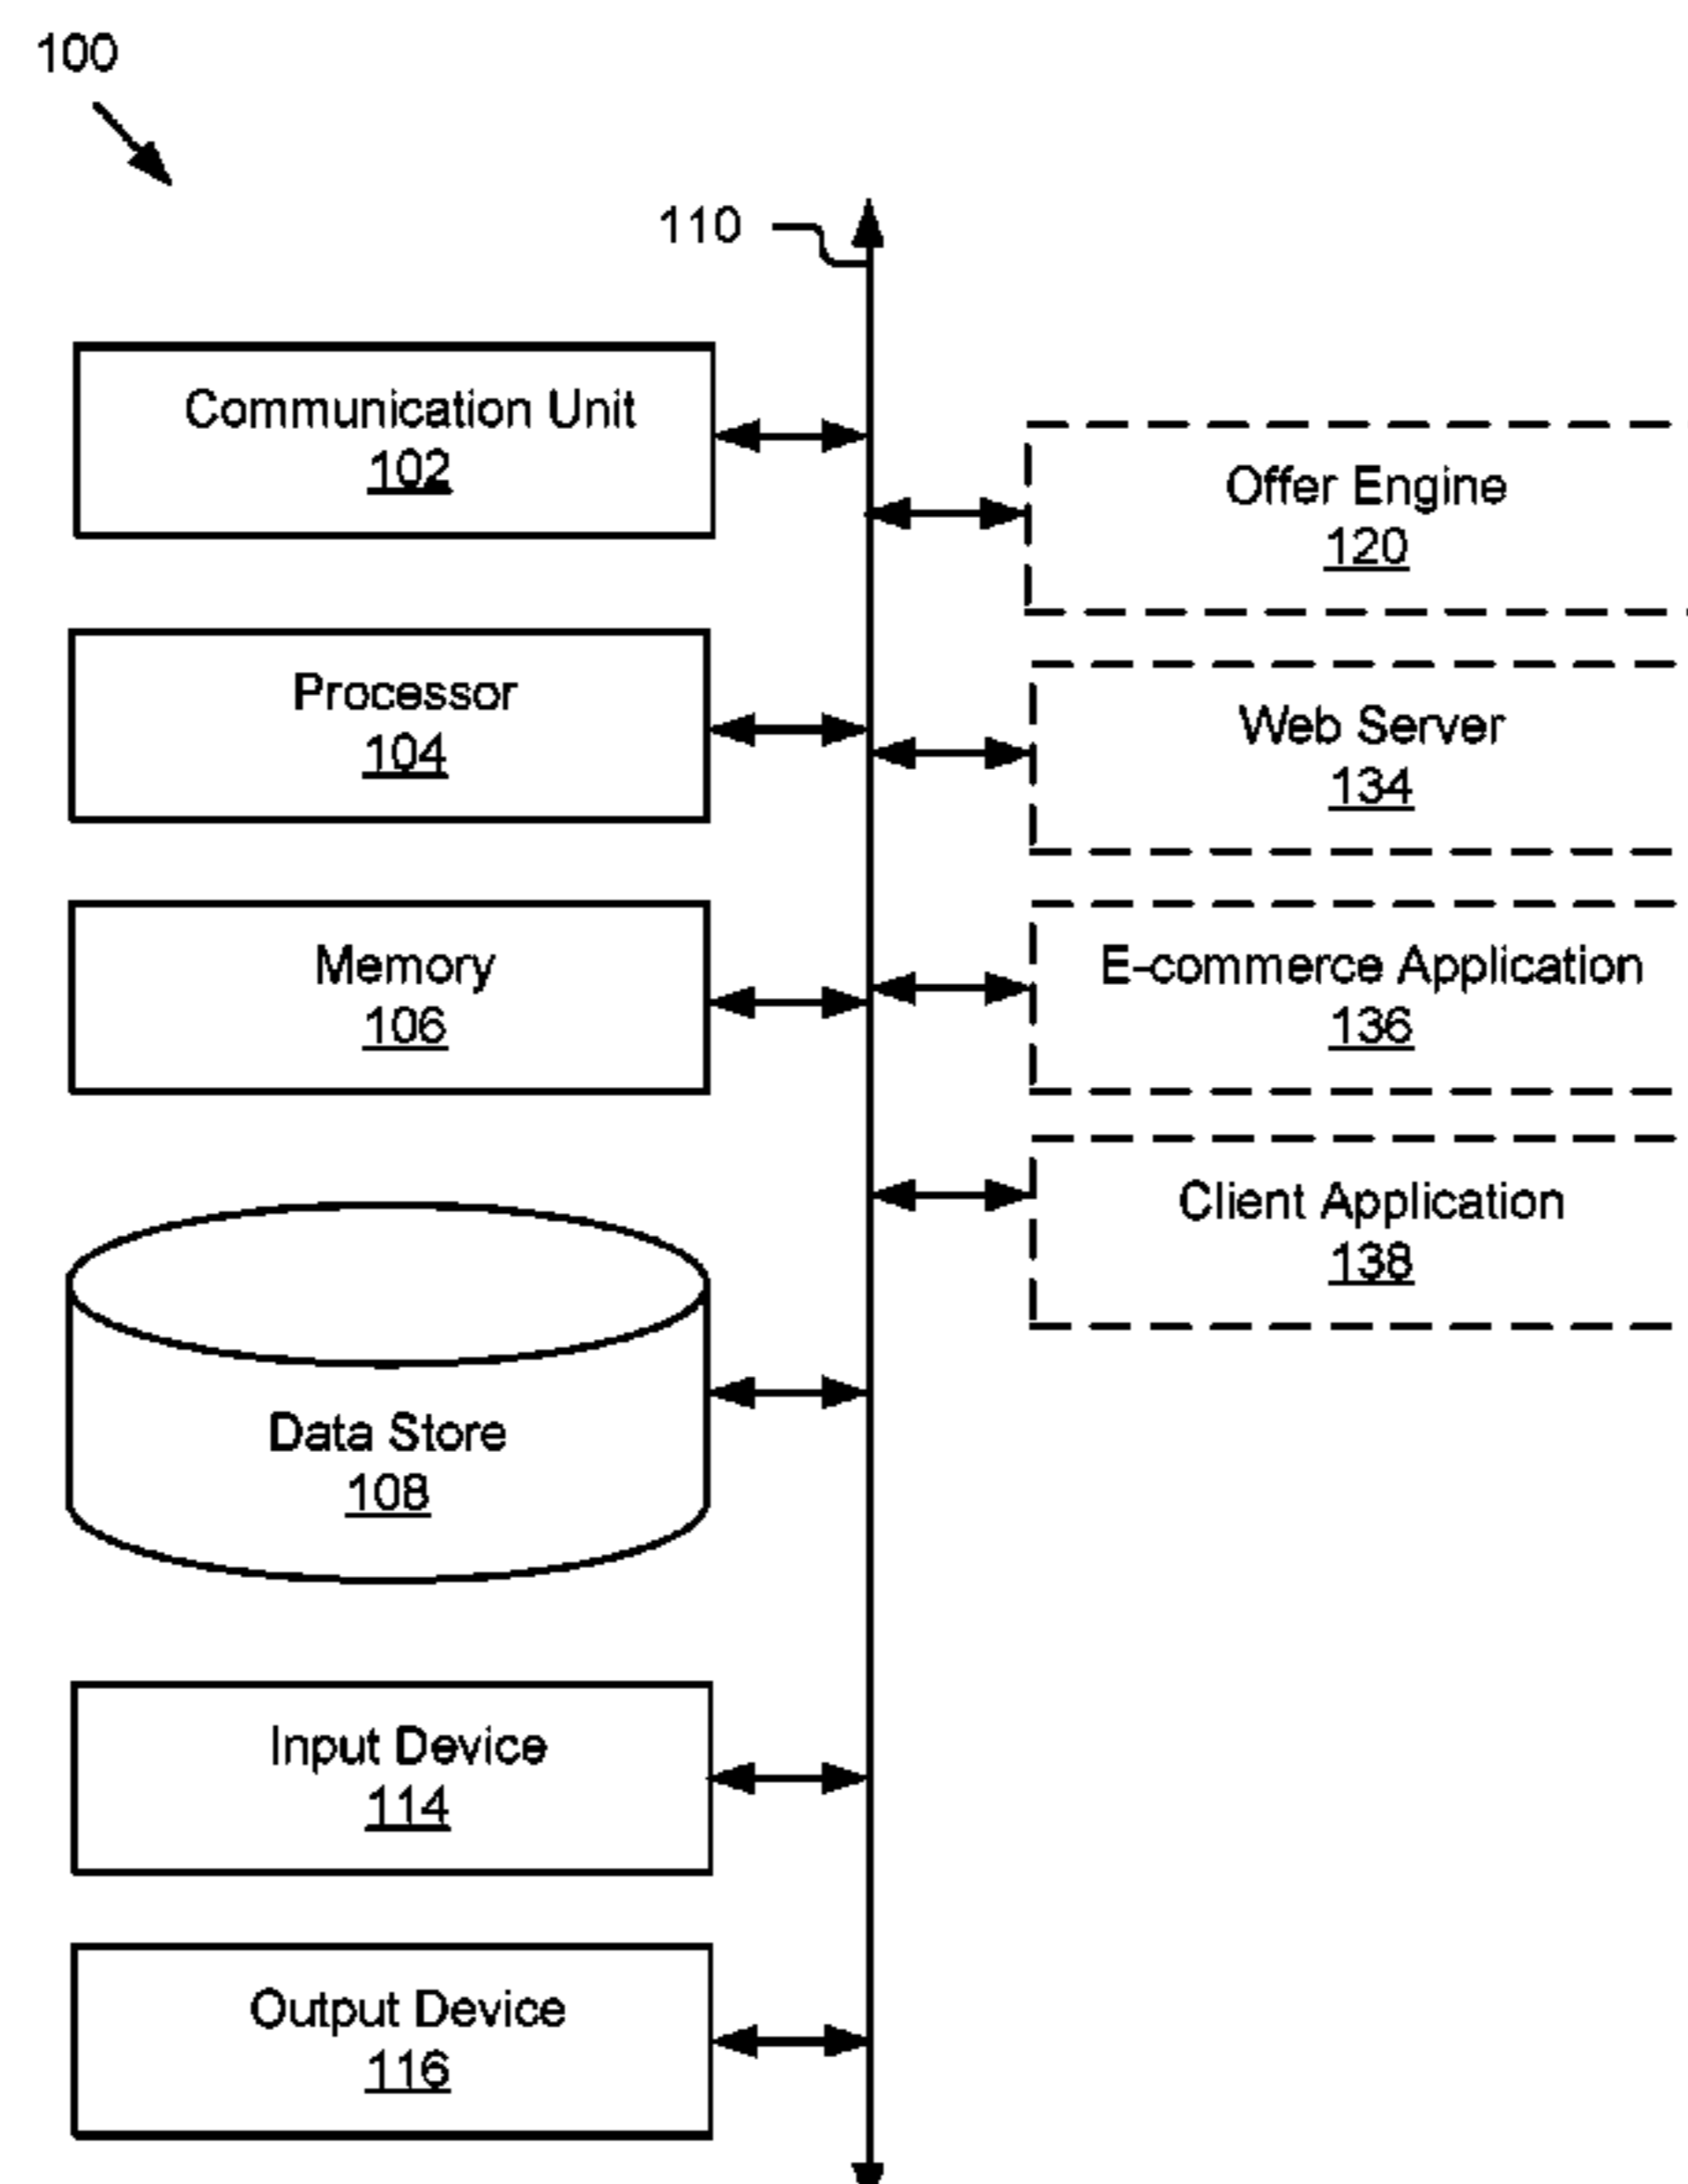 100
110
Communication Unit
102
Offer Engine
120
Processor
104
Web Server
134
Memory
106
E-commerce Application
136
Client Application
138
Data Store
108
Input Device
114
Output Device
116